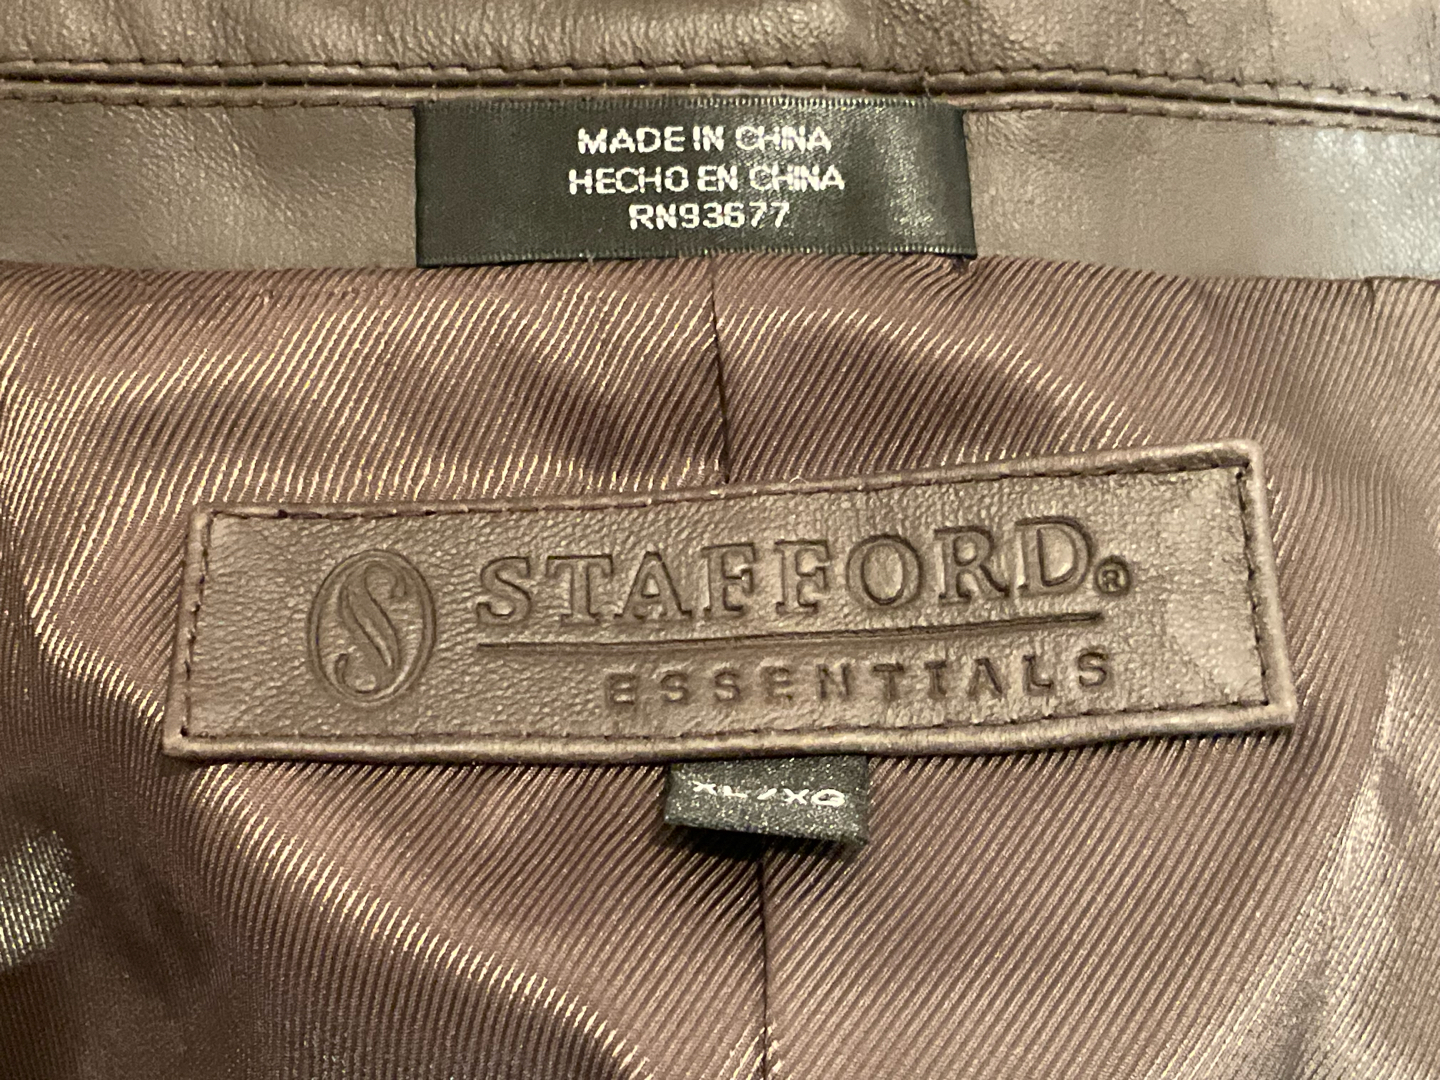 MADE IN CHINA
HECHO EN CHINA
RN93677
S STAFFORD®
ESSENTIALS
XL/XG